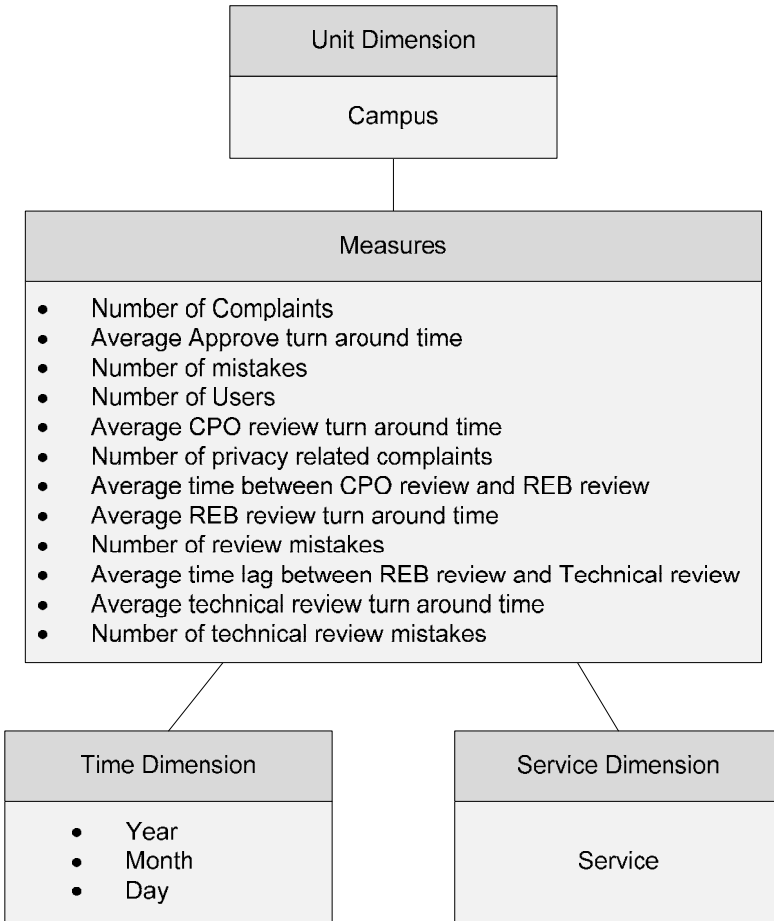 Unit Dimension
Campus
Measures
• Number of Complaints
• Average Approve turn around time
• Number of mistakes
• Number of Users
• Average CPO review turn around time
• Number of privacy related complaints
• Average time between CPO review and REB review
• Average REB review turn around time
• Number of review mistakes
• Average time lag between REB review and Technical review
• Average technical review turn around time
• Number of technical review mistakes
Time Dimension
• Year
• Month
• Day
Service Dimension
Service